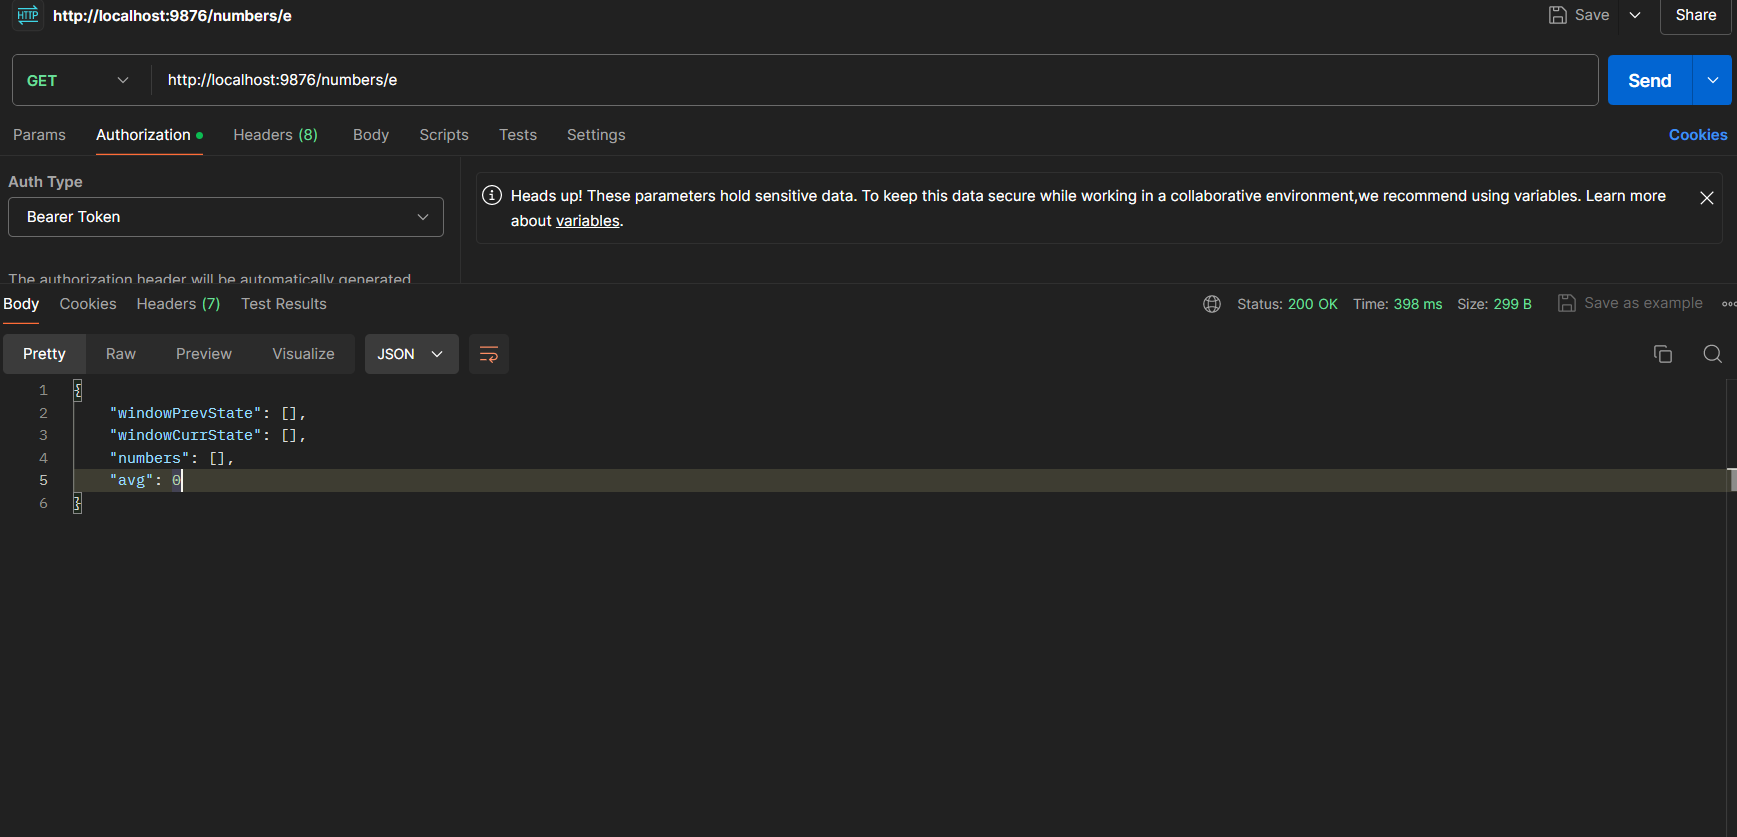 HTTP http://localhost:9876/numbers/e Save Share
GET http://localhost:9876/numbers/e Send
Params Authorization Headers (8) Body Scripts Tests Settings Cookies
Auth Type
Bearer Token
Heads up! These parameters hold sensitive data. To keep this data secure while working in a collaborative environment,we recommend using variables. Learn more
about variables.
The authorization header will be automatically generated
Body Cookies Headers (7) Test Results Status: 200 OK Time: 398 ms Size: 299 B Save as example
Pretty Raw Preview Visualize JSON
1 {
2 "windowPrevState": [],
3 "windowCurrState": [],
4 "numbers": [],
5 "avg": 0
6 }